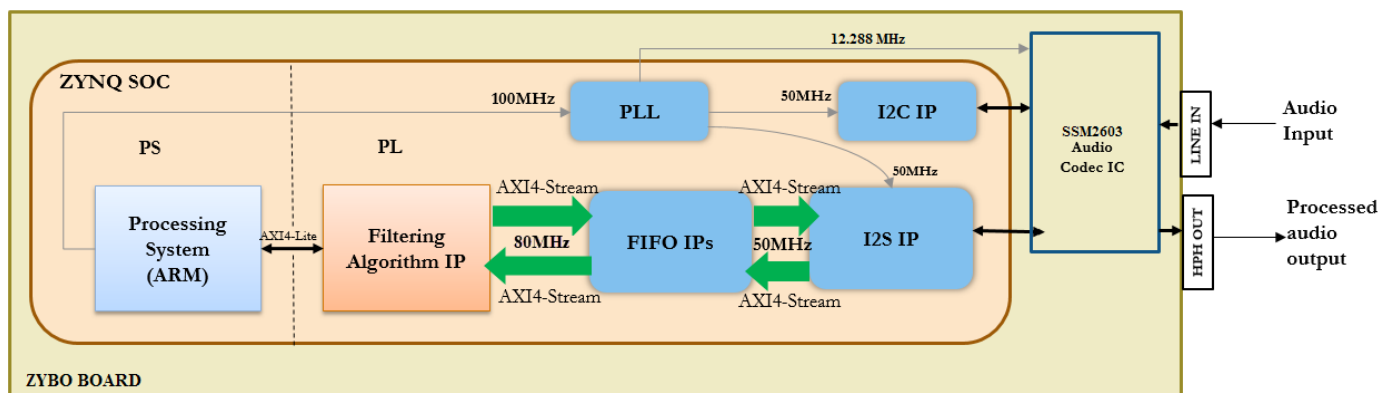 12.288 MHz
ZYNQ SOC
100MHz
PLL
50MHz
I2C IP
SSM2603
Audio
Codec IC
LINE IN
Audio
Input
PS
PL
50MHz
Processing
System
(ARM)
AXI4-Lite
Filtering
Algorithm IP
AXI4-Stream
80MHz
AXI4-Stream
FIFO IPs
AXI4-Stream
50MHz
AXI4-Stream
I2S IP
HPH OUT
Processed
audio
output
ZYBO BOARD